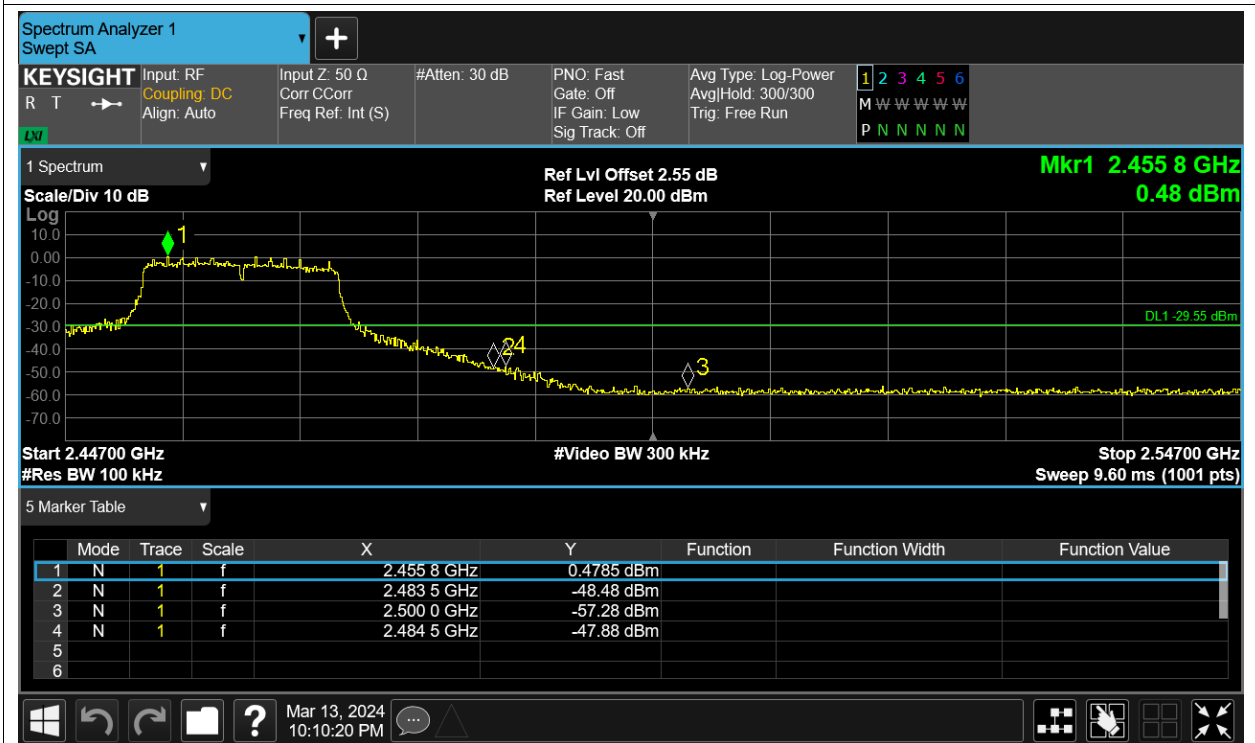 Spectrum Analyzer 1
Swept SA
KEYSIGHT
R T
LXI
Input: RF
Coupling: DC
Align: Auto
Input Z: 50 Ω
Corr CCorr
Freq Ref: Int (S)
#Atten: 30 dB
PNO: Fast
Gate: Off
IF Gain: Low
Sig Track: Off
Avg Type: Log-Power
Avg|Hold: 300/300
Trig: Free Run
1 2 3 4 5 6
M W W W W W
P N N N N N
1 Spectrum
Scale/Div 10 dB
Ref Lvl Offset 2.55 dB
Ref Level 20.00 dBm
Mkr1 2.455 8 GHz
0.48 dBm
Log
10.0
0.00
-10.0
-20.0
-30.0
-40.0
-50.0
-60.0
-70.0
1
24
3
DL1 -29.55 dBm
Start 2.44700 GHz
#Video BW 300 kHz
Stop 2.54700 GHz
#Res BW 100 kHz
Sweep 9.60 ms (1001 pts)
5 Marker Table
Mode Trace Scale X Y Function Function Width Function Value
1 N 1 f 2.455 8 GHz 0.4785 dBm
2 N 1 f 2.483 5 GHz -48.48 dBm
3 N 1 f 2.500 0 GHz -57.28 dBm
4 N 1 f 2.484 5 GHz -47.88 dBm
5
6
?
Mar 13, 2024
10:10:20 PM